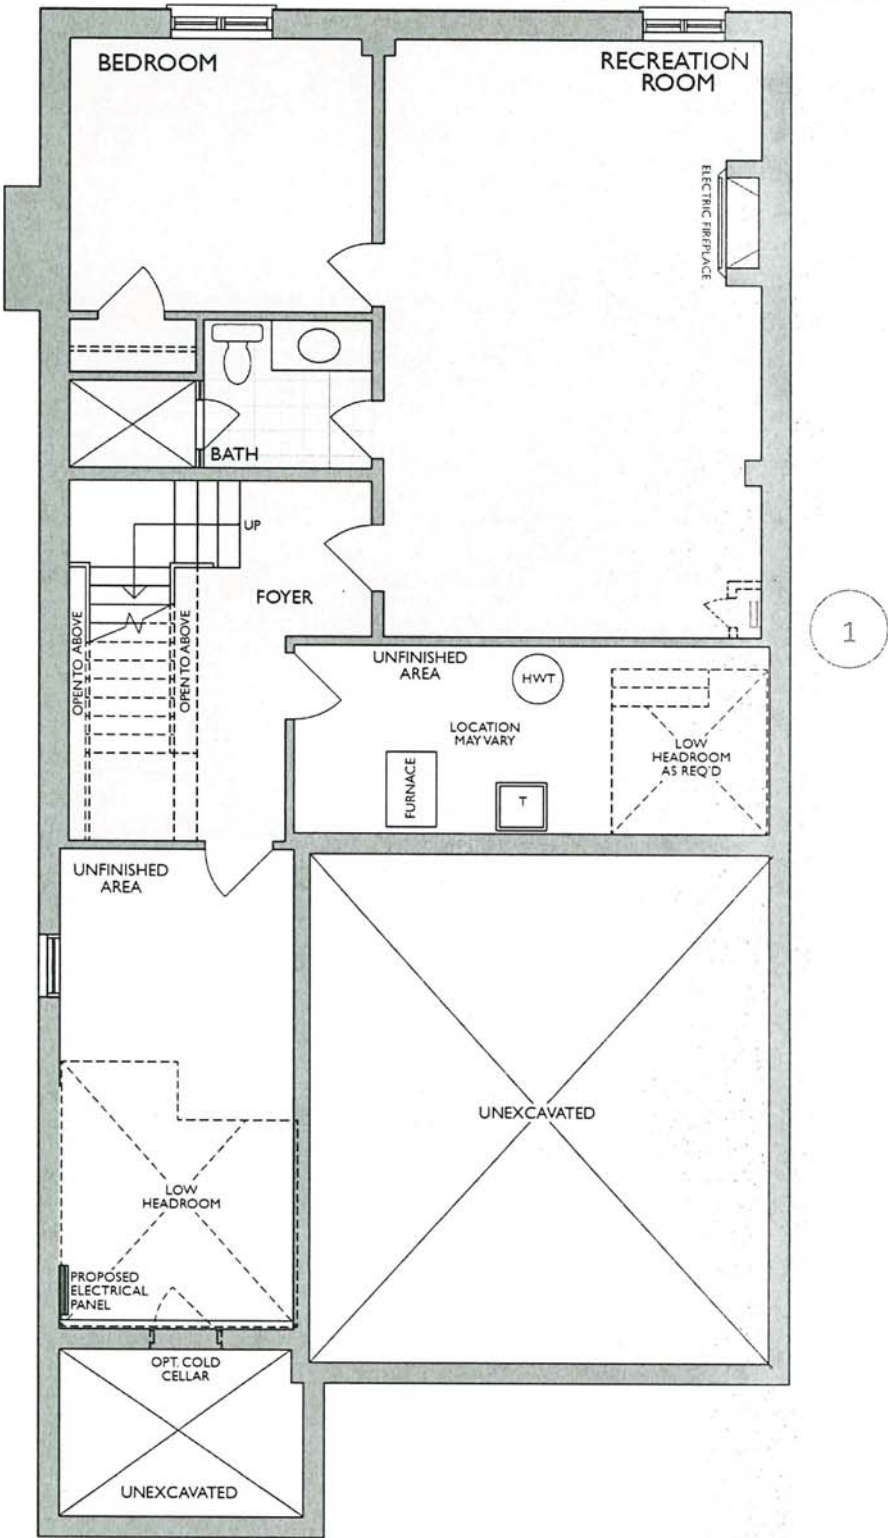 BEDROOM
RECREATION
ROOM
ELECTRIC FIREPLACE
BATH
UP
FOYER
OPEN TO ABOVE
OPEN TO ABOVE
UNFINISHED
AREA
HWT
LOCATION
MAY VARY
LOW
HEADROOM
AS REQ'D
FURNACE
T
1
UNFINISHED
AREA
UNEXCAVATED
LOW
HEADROOM
PROPOSED
ELECTRICAL
PANEL
OPT. COLD
CELLAR
UNEXCAVATED